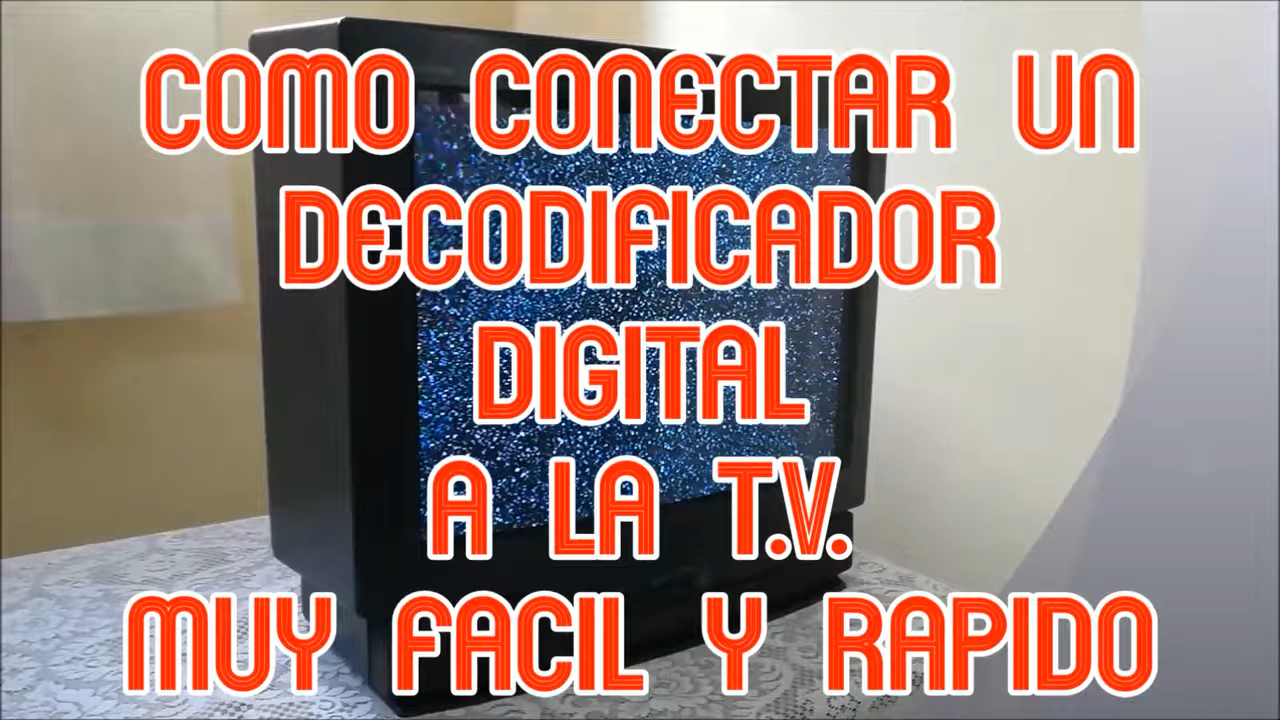 COMO CONECTAR UN
DECODIFICADOR
DIGITAL
A LA T.V.
MUY FACIL Y RAPIDO